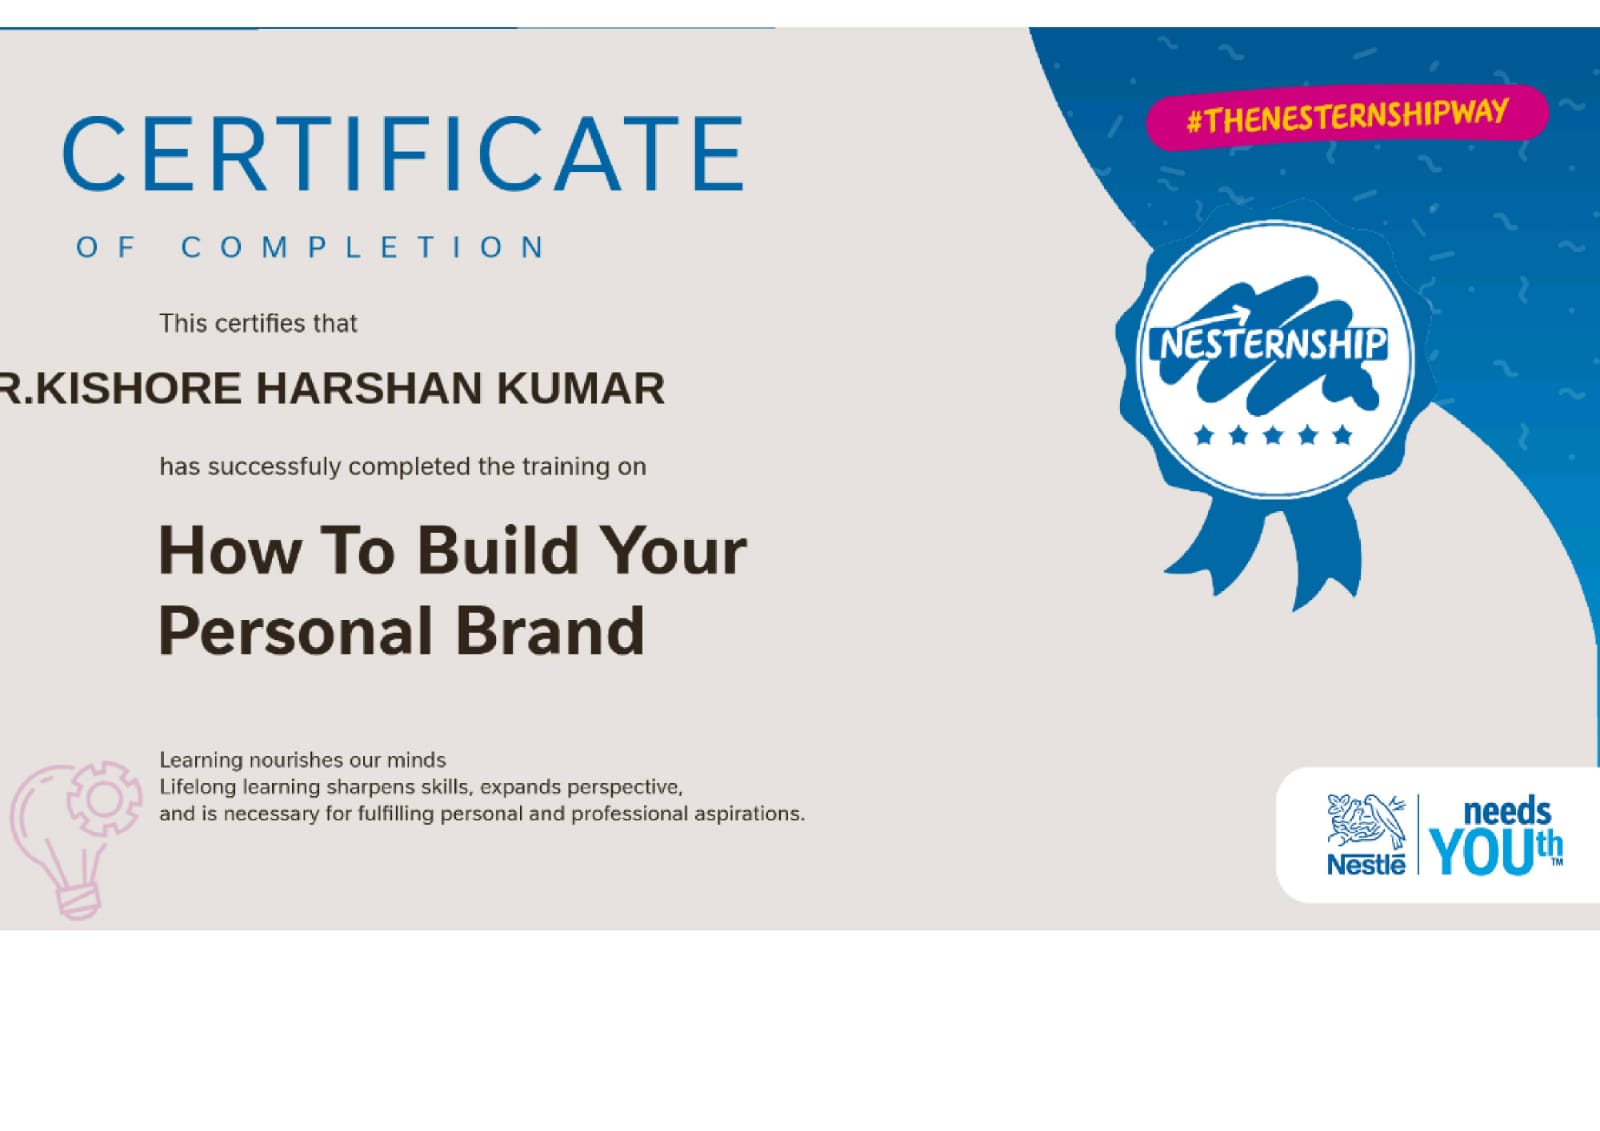 CERTIFICATE
OF COMPLETION
This certifies that
R.KISHORE HARSHAN KUMAR
has successfuly completed the training on
How To Build Your
Personal Brand
Learning nourishes our minds
Lifelong learning sharpens skills, expands perspective,
and is necessary for fulfilling personal and professional aspirations.
#THENESTERNSHIPWAY
NESTERNSHIP
Nestlé
needs
YOUth
TM